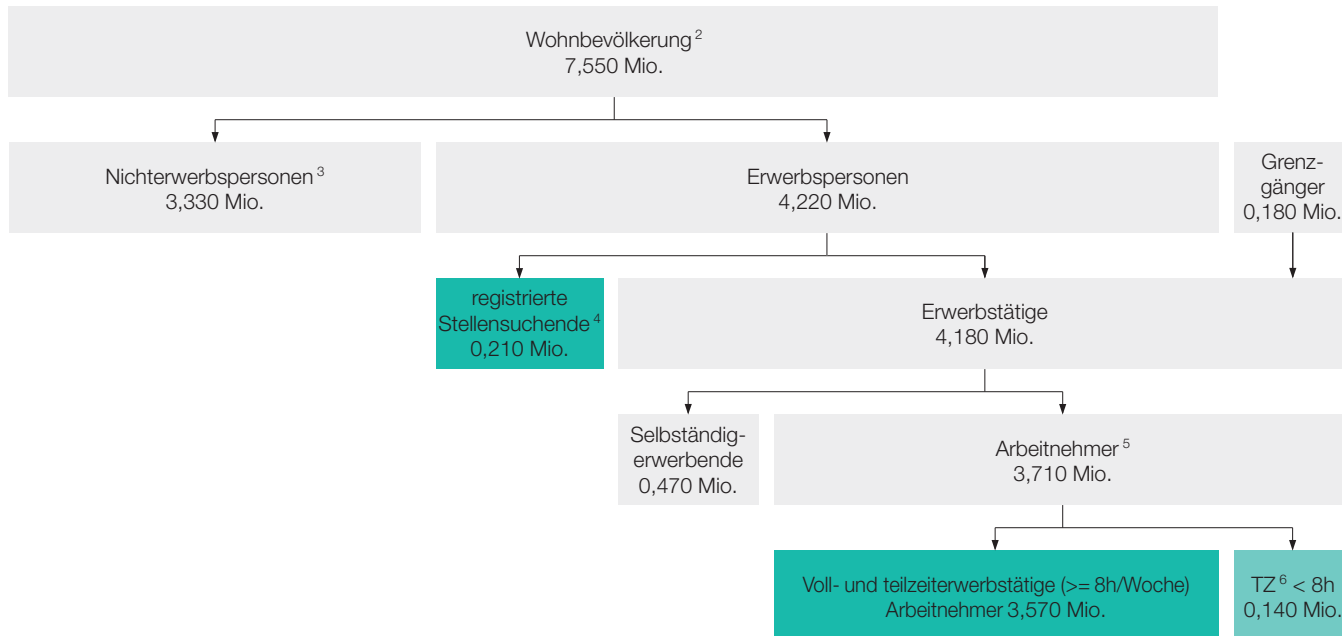 Wohnbevölkerung ²
7,550 Mio.
Nichterwerbspersonen ³
3,330 Mio.
Erwerbspersonen
4,220 Mio.
Grenz-
gänger
0,180 Mio.
registrierte
Stellensuchende ⁴
0,210 Mio.
Erwerbstätige
4,180 Mio.
Selbständig-
erwerbende
0,470 Mio.
Arbeitnehmer ⁵
3,710 Mio.
Voll- und teilzeiterwerbstätige (>= 8h/Woche)
Arbeitnehmer 3,570 Mio.
TZ ⁶ < 8h
0,140 Mio.